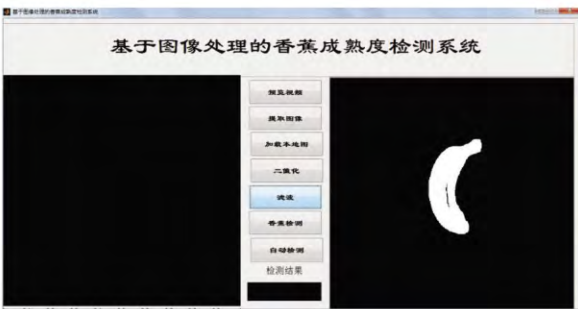 基于图像处理的香蕉成熟度检测系统
基于图像处理的香蕉成熟度检测系统
预览视频
提取图像
加载本地图
二值化
滤波
香蕉检测
自动检测
检测结果